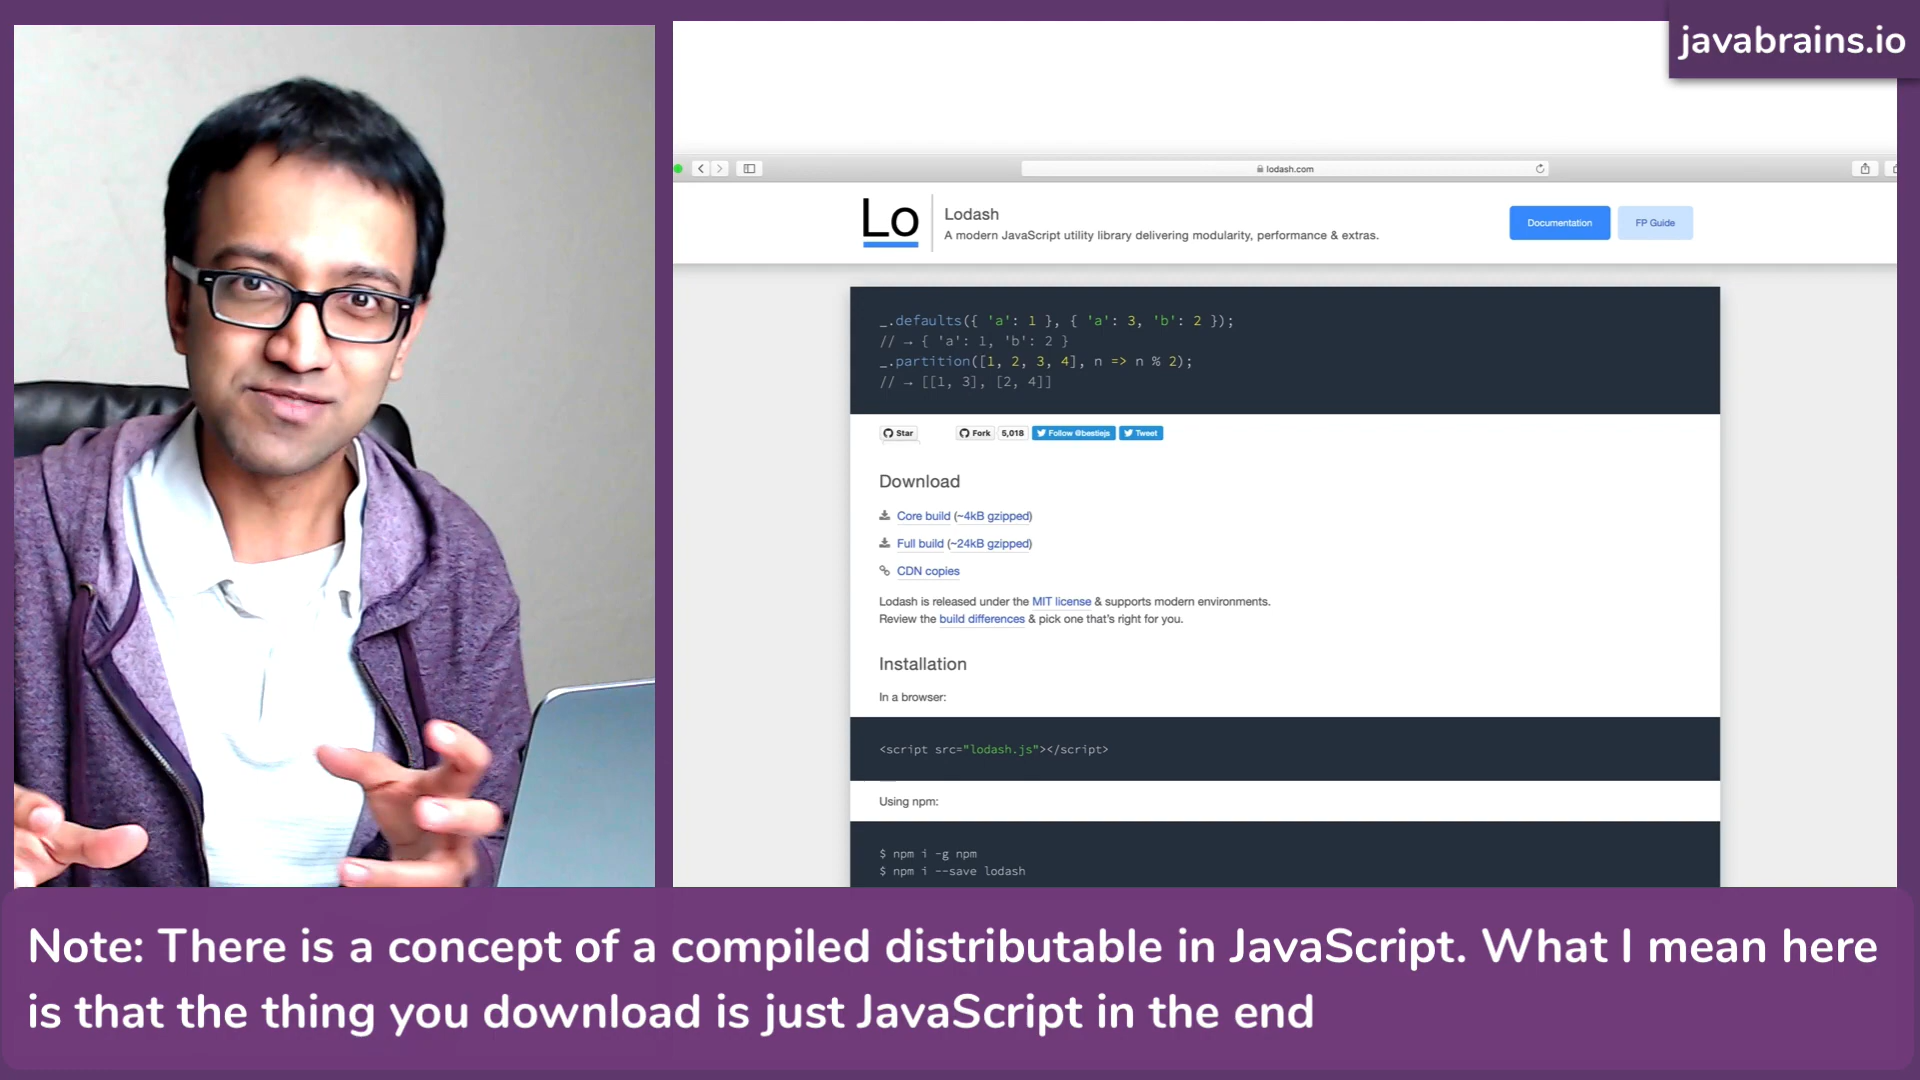 javabrains.io
lodash.com
Lo
Lodash
A modern JavaScript utility library delivering modularity, performance & extras.
Documentation
FP Guide
_.defaults({ 'a': 1 }, { 'a': 3, 'b': 2 });
// → { 'a': 1, 'b': 2 }
_.partition([1, 2, 3, 4], n => n % 2);
// → [[1, 3], [2, 4]]
Star
Fork 5,018
Follow @bestiejs
Tweet
Download
Core build (~4kB gzipped)
Full build (~24kB gzipped)
CDN copies
Lodash is released under the MIT license & supports modern environments.
Review the build differences & pick one that's right for you.
Installation
In a browser:
<script src="lodash.js"></script>
Using npm:
$ npm i -g npm
$ npm i --save lodash
Note: There is a concept of a compiled distributable in JavaScript. What I mean here
is that the thing you download is just JavaScript in the end